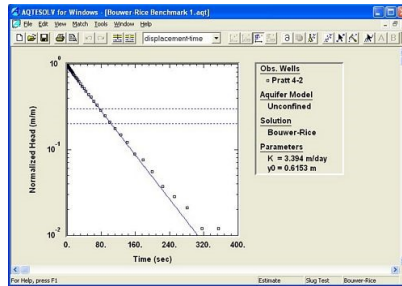 AQTESOLV for Windows - [Bouwer-Rice Benchmark 1.aqt]
File Edit View Match Tools Window Help
displacement-time
Obs. Wells
Pratt 4-2
Aquifer Model
Unconfined
Solution
Bouwer-Rice
Parameters
K = 3.394 m/day
y0 = 0.6153 m
Normalized Head (m/m)
10^0
10^-1
10^-2
0. 80. 160. 240. 320. 400.
Time (sec)
For Help, press F1 Estimate Slug Test Bouwer-Rice